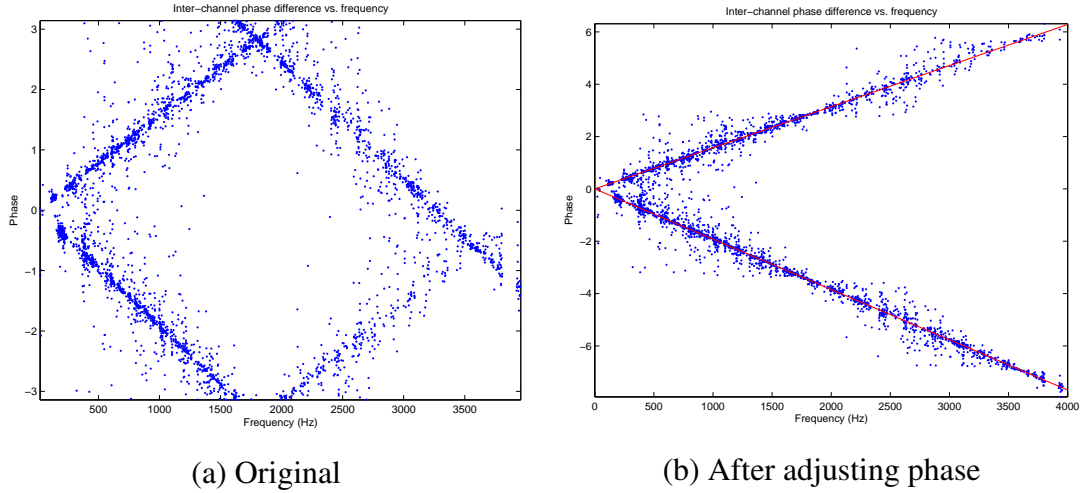 Inter-channel phase difference vs. frequency
3
2
1
0
−1
−2
−3
Phase
500 1000 1500 2000 2500 3000 3500
Frequency (Hz)
(a) Original
Inter-channel phase difference vs. frequency
6
4
2
0
−2
−4
−6
Phase
0 500 1000 1500 2000 2500 3000 3500 4000
Frequency (Hz)
(b) After adjusting phase